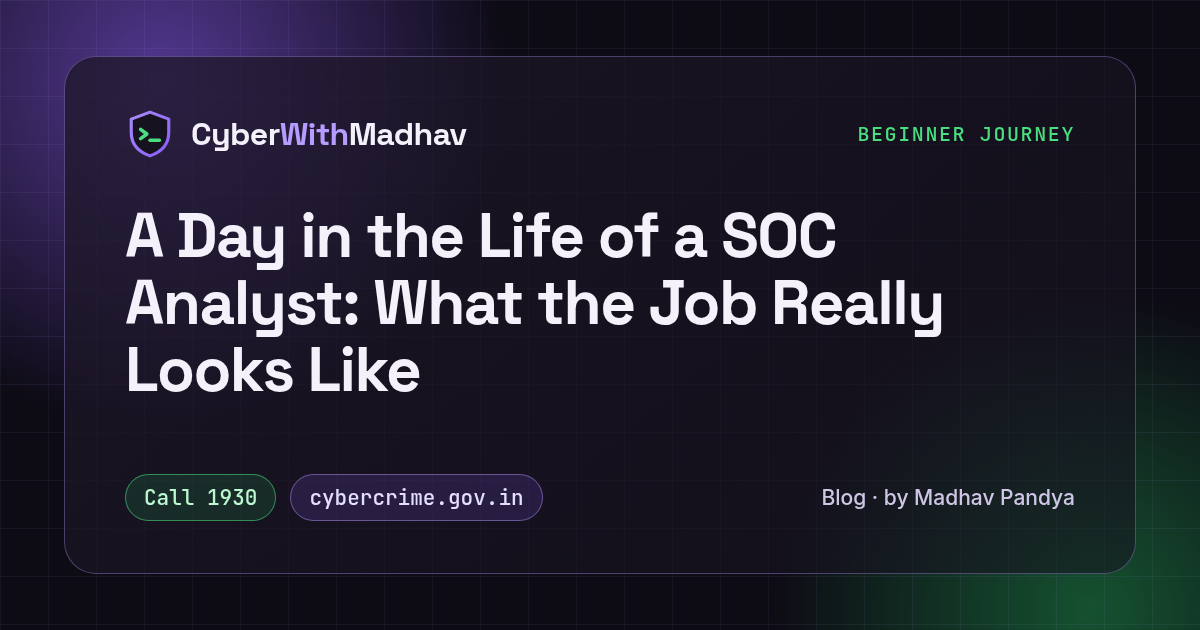 CyberWithMadhav
BEGINNER JOURNEY
A Day in the Life of a SOC
Analyst: What the Job Really
Looks Like
Call 1930
cybercrime.gov.in
Blog · by Madhav Pandya